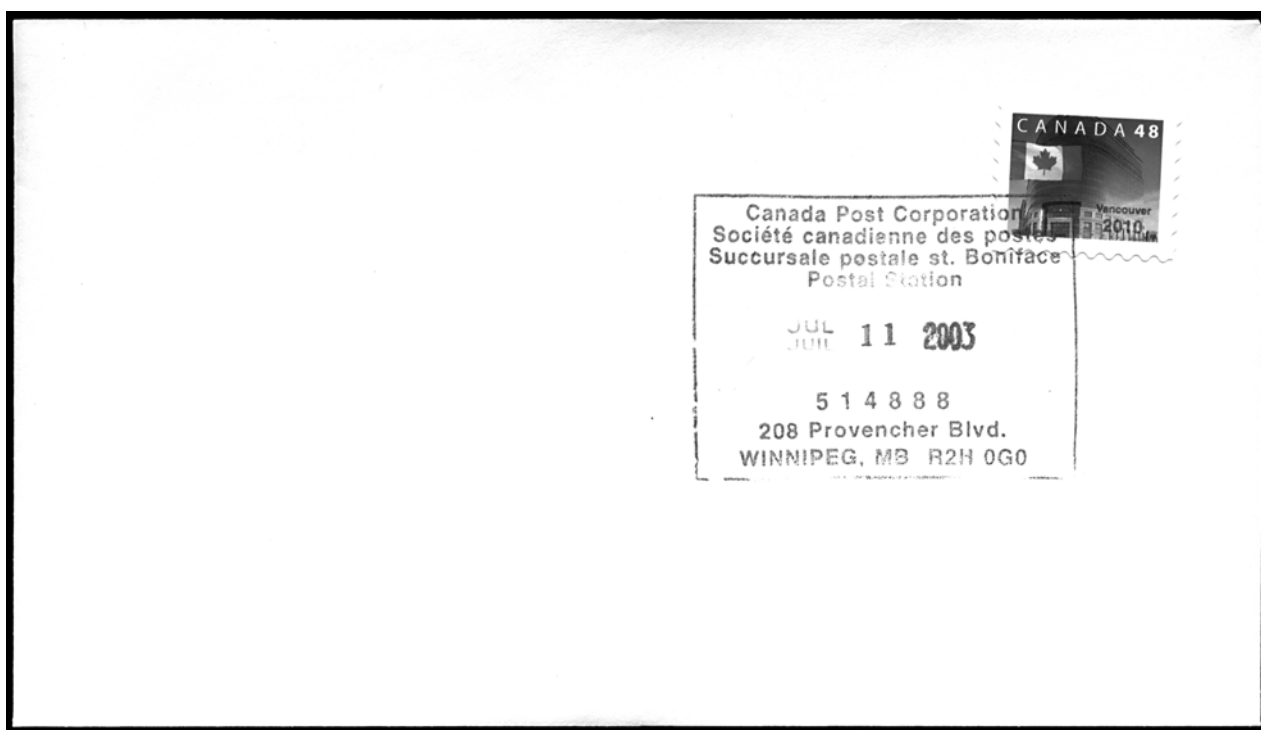 CANADA 48
Vancouver
2010
Canada Post Corporation
Société canadienne des postes
Succursale postale st. Boniface
Postal Station
JUL
JUIL 11 2003
514888
208 Provencher Blvd.
WINNIPEG, MB R2H 0G0